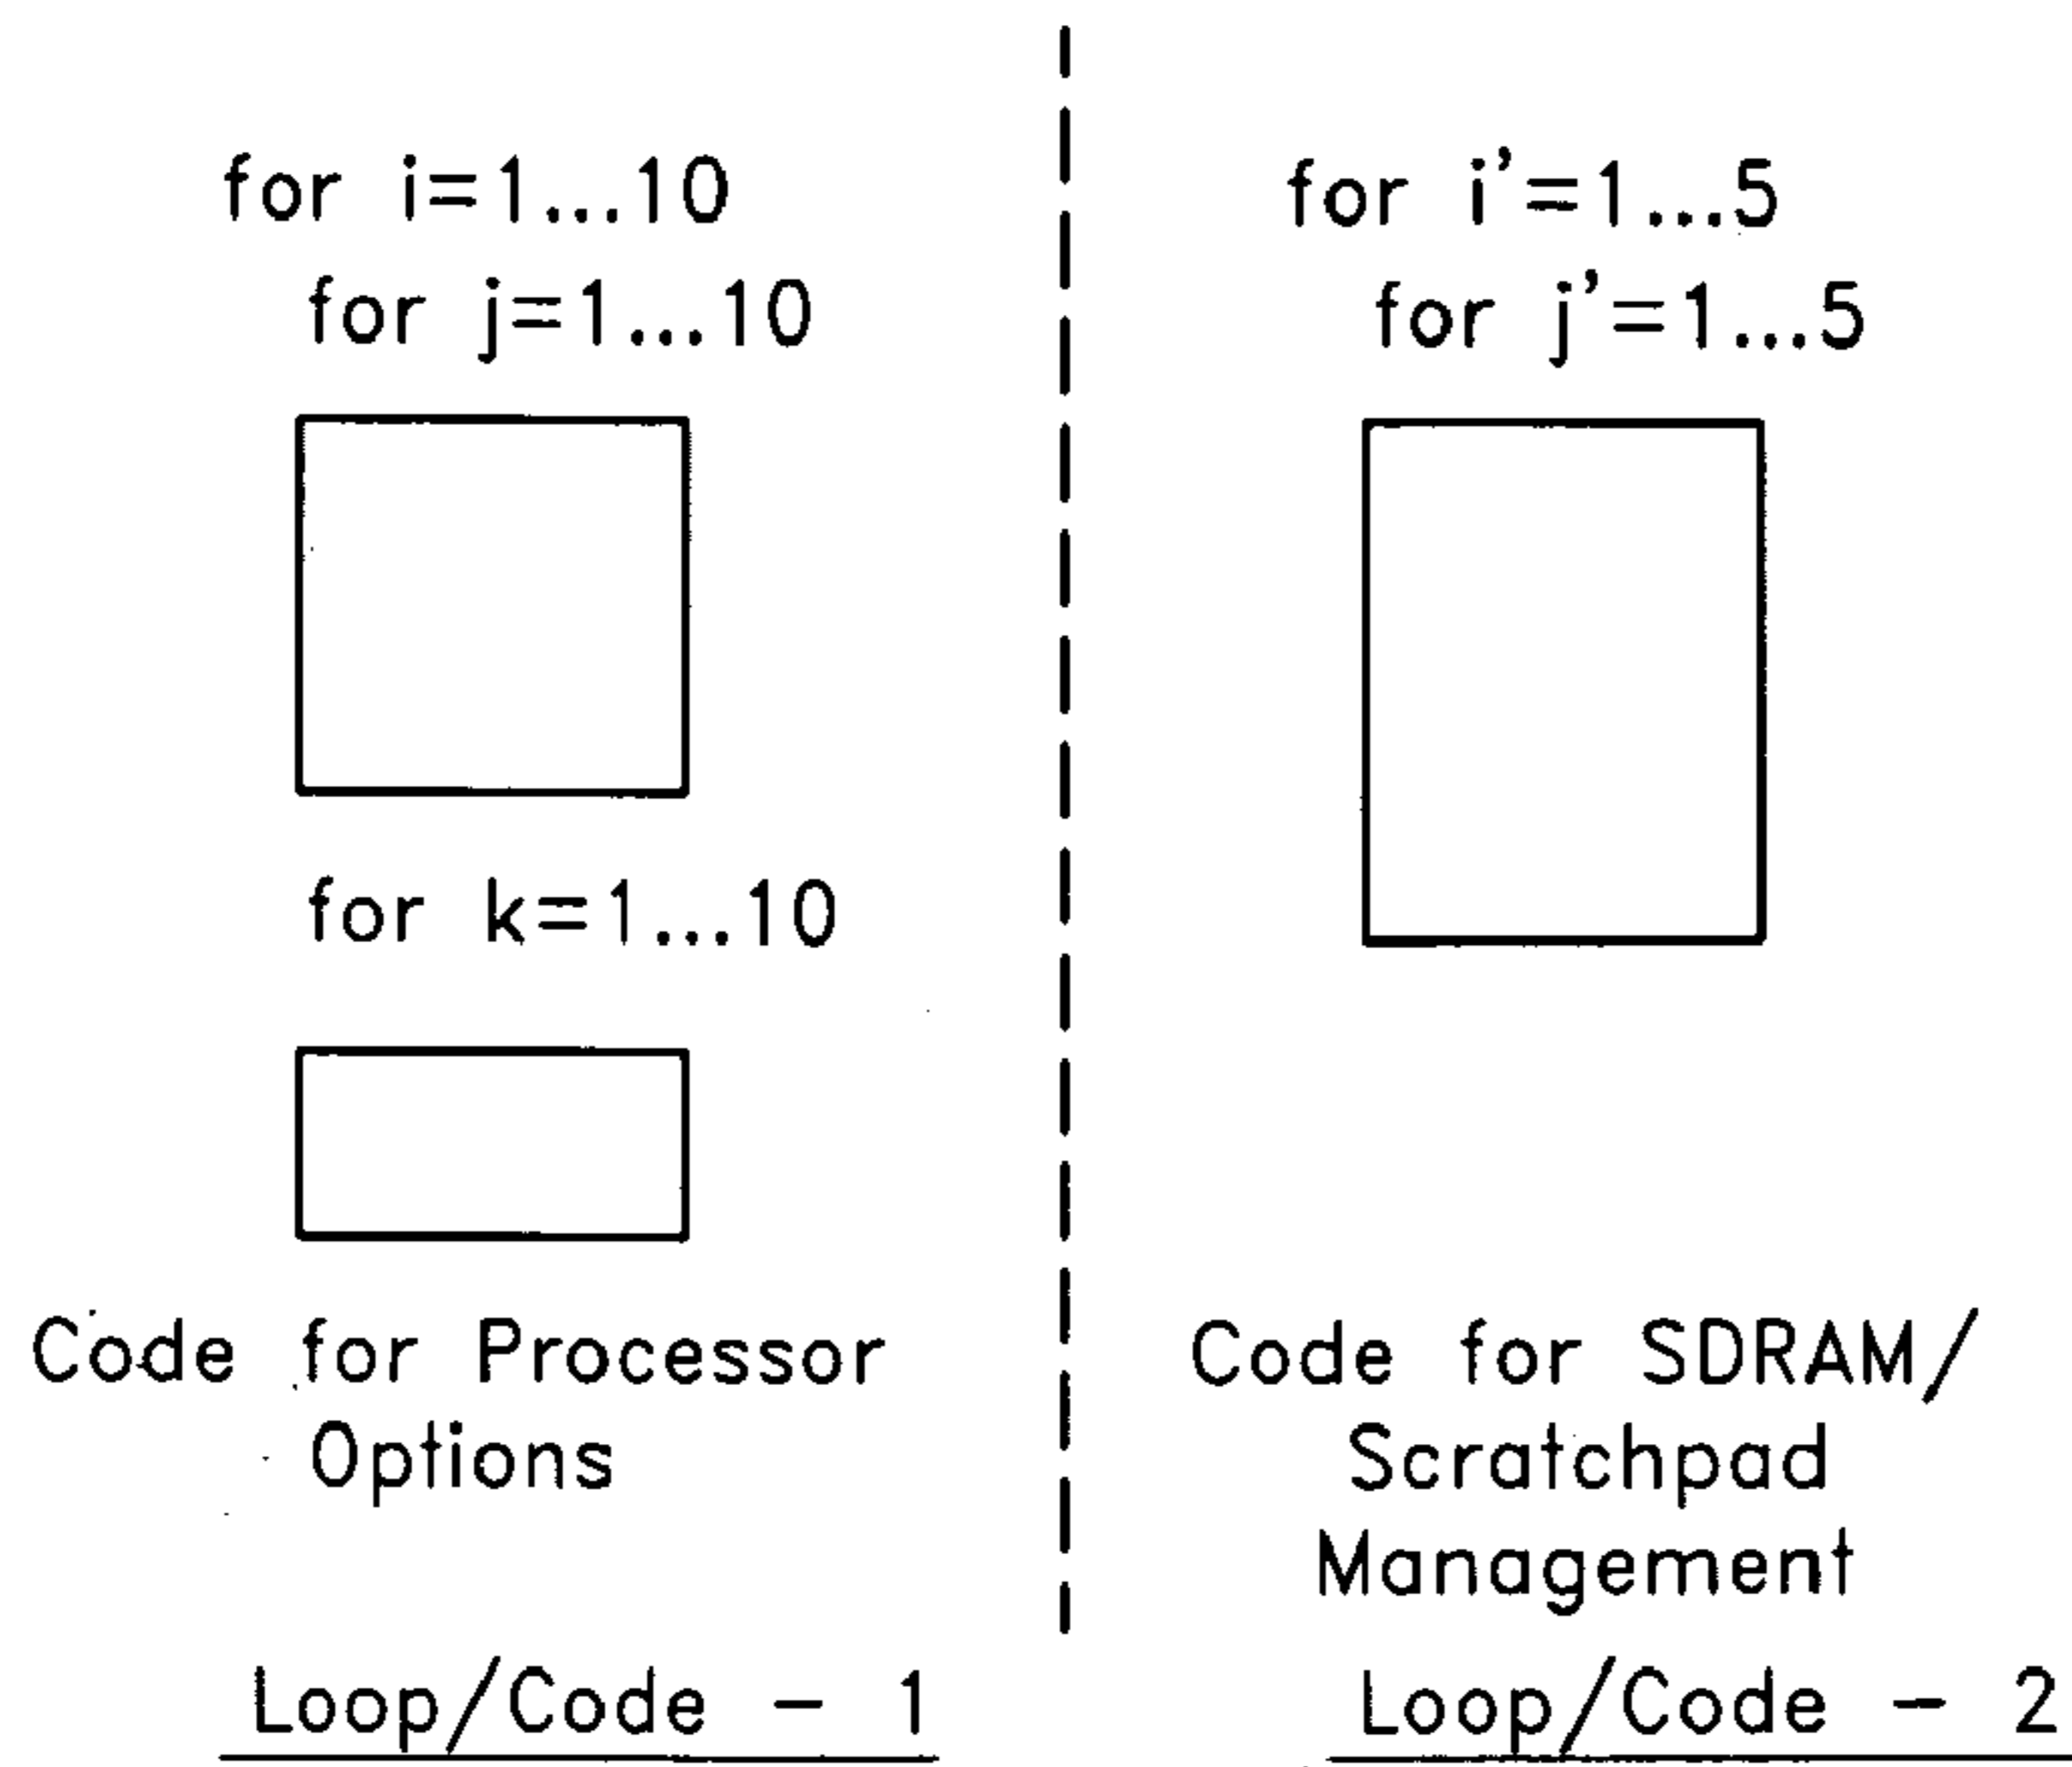 for i=1...10
for j=1...10
for k=1...10
Code for Processor
Options
Loop/Code - 1
for i'=1...5
for j'=1...5
Code for SDRAM/
Scratchpad
Management
Loop/Code - 2